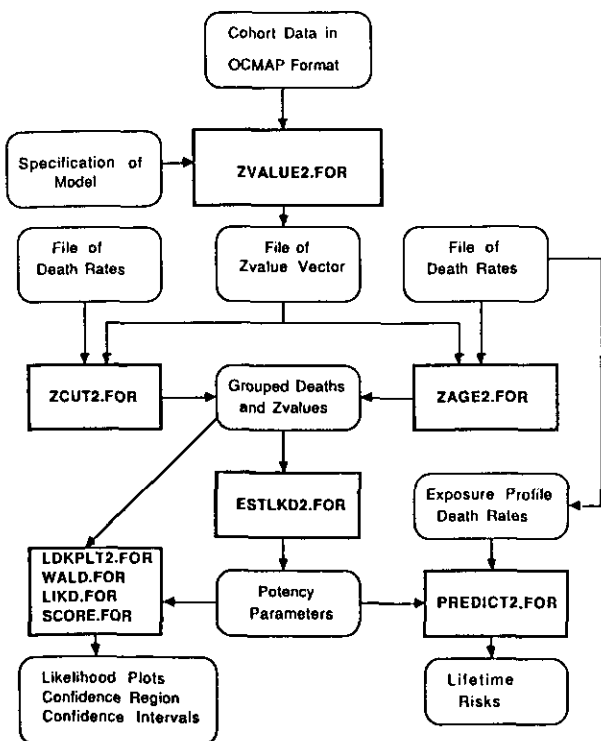 Cohort Data in
OCMAP Format
Specification of
Model
ZVALUE2.FOR
File of
Death Rates
File of
Zvalue Vector
File of
Death Rates
ZCUT2.FOR
Grouped Deaths
and Zvalues
ZAGE2.FOR
ESTLKD2.FOR
Exposure Profile
Death Rates
LDKPLT2.FOR
WALD.FOR
LIKD.FOR
SCORE.FOR
Potency
Parameters
PREDICT2.FOR
Likelihood Plots
Confidence Region
Confidence Intervals
Lifetime
Risks